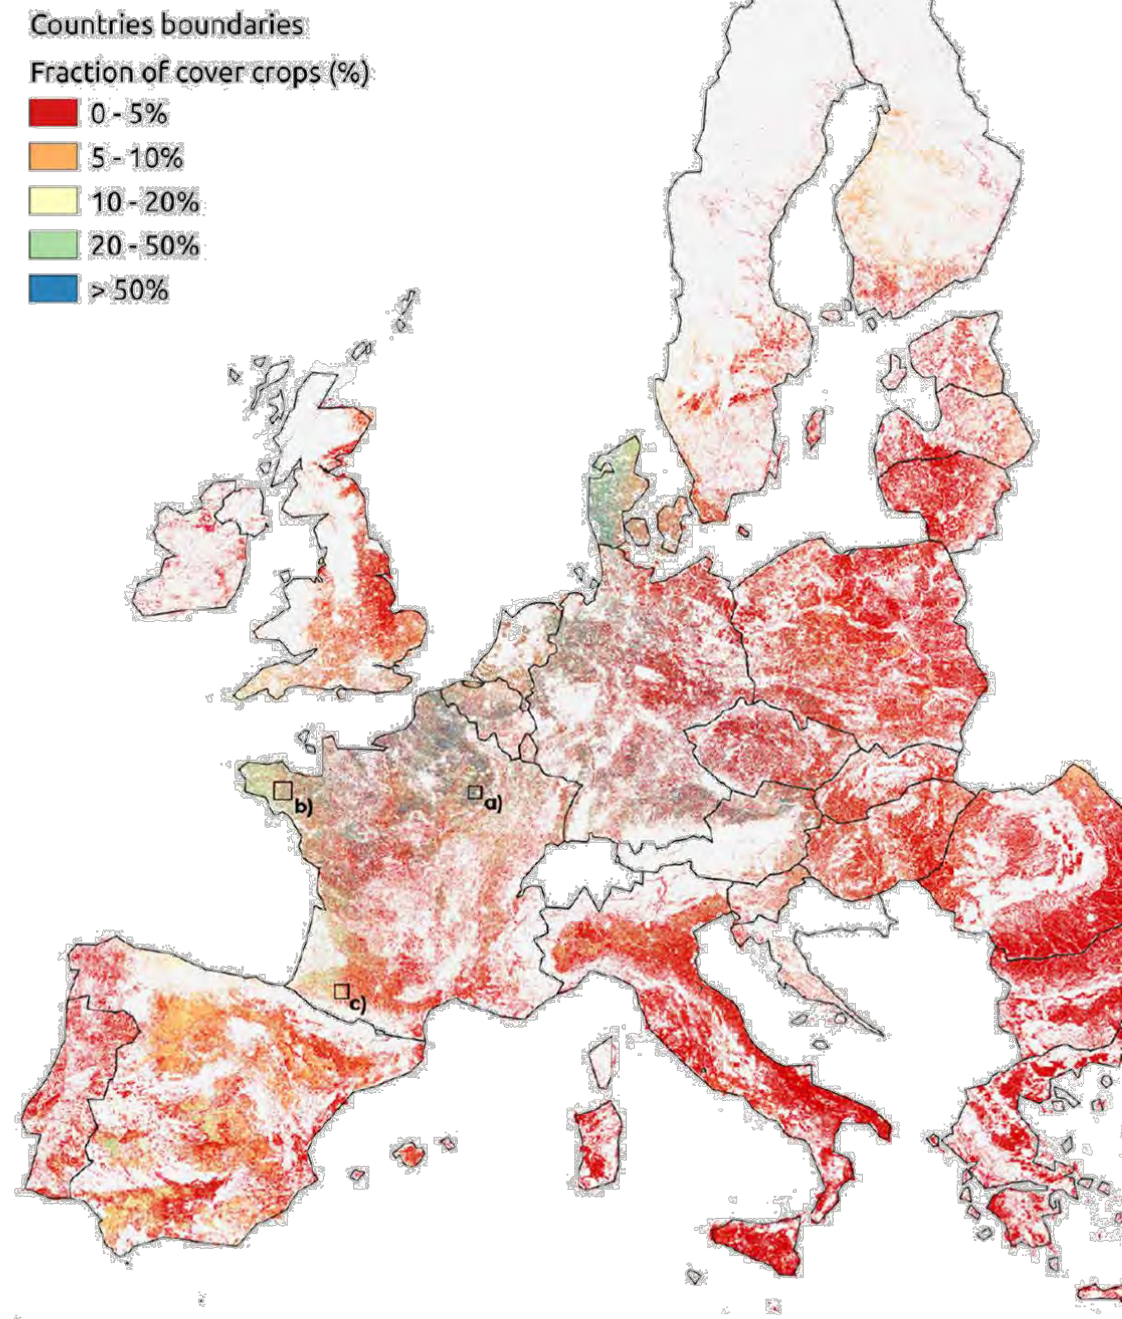 Countries boundaries
Fraction of cover crops (%)
0 - 5%
5 - 10%
10 - 20%
20 - 50%
> 50%
a)
b)
c)